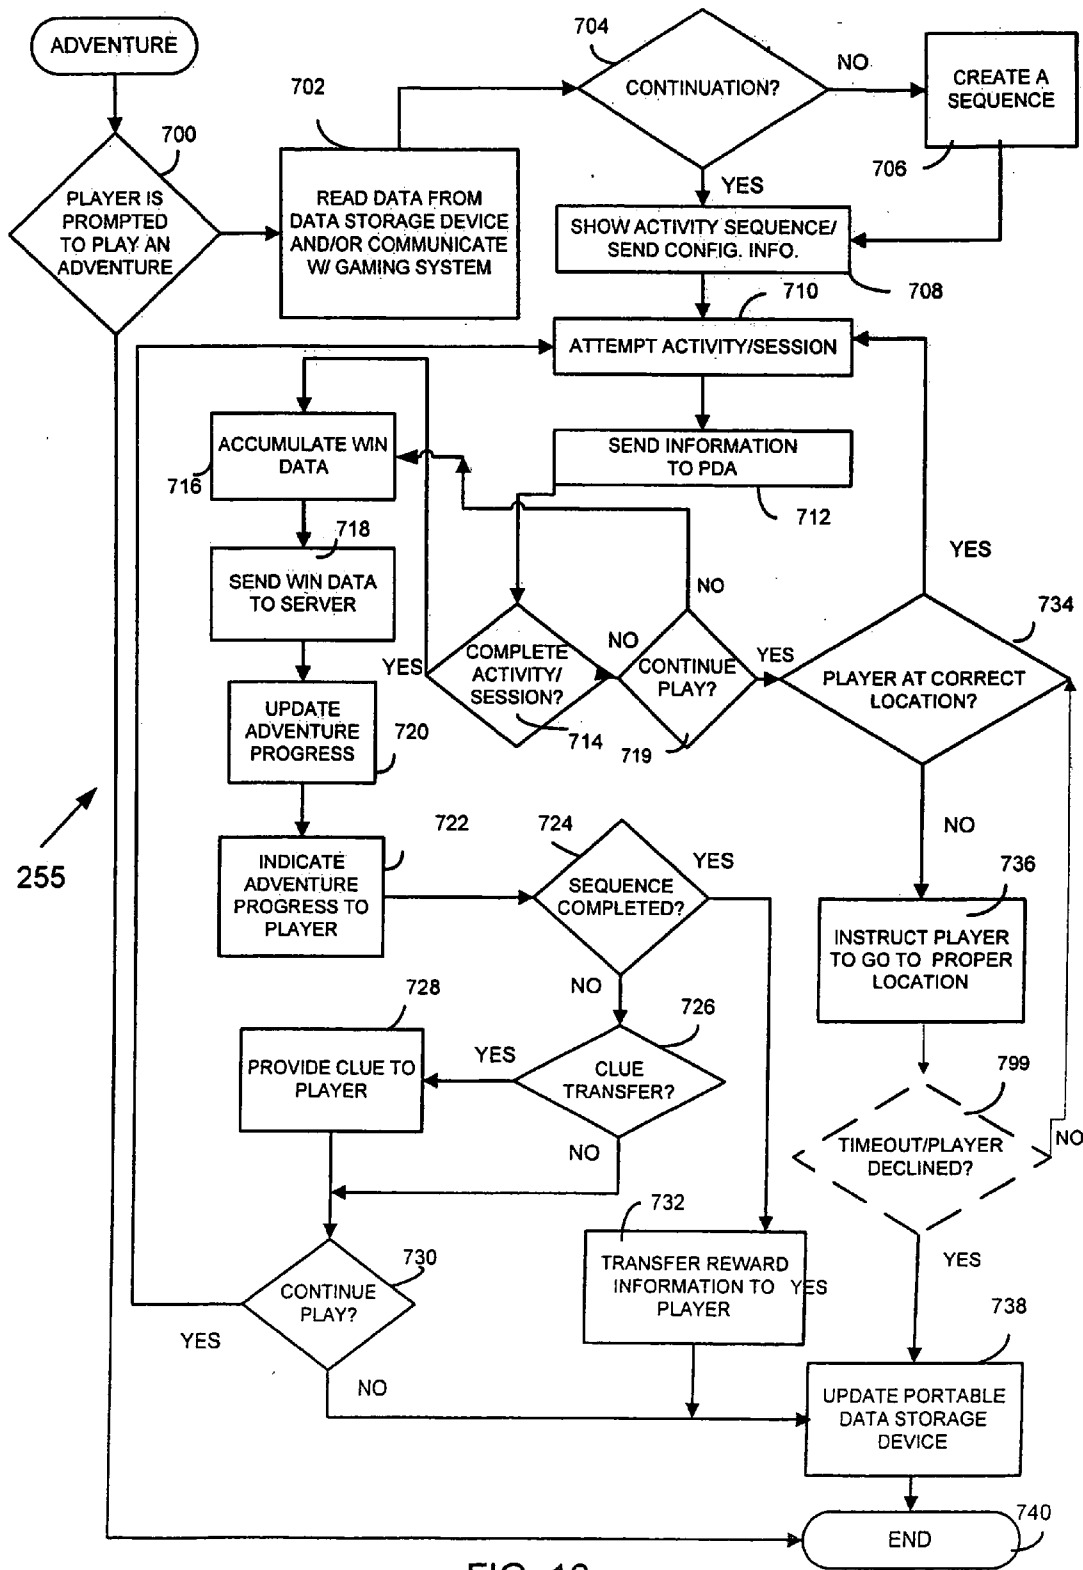 ADVENTURE
700
PLAYER IS
PROMPTED
TO PLAY AN
ADVENTURE
702
READ DATA FROM
DATA STORAGE DEVICE
AND/OR COMMUNICATE
W/ GAMING SYSTEM
704
CONTINUATION?
NO
CREATE A
SEQUENCE
706
YES
SHOW ACTIVITY SEQUENCE/
SEND CONFIG. INFO.
708
710
ATTEMPT ACTIVITY/SESSION
SEND INFORMATION
TO PDA
712
ACCUMULATE WIN
DATA
716
718
SEND WIN DATA
TO SERVER
YES
COMPLETE
ACTIVITY/
SESSION?
714
NO
NO
CONTINUE
PLAY?
719
YES
YES
734
PLAYER AT CORRECT
LOCATION?
UPDATE
ADVENTURE
PROGRESS
720
255
722
INDICATE
ADVENTURE
PROGRESS TO
PLAYER
724
SEQUENCE
COMPLETED?
YES
NO
NO
736
INSTRUCT PLAYER
TO GO TO PROPER
LOCATION
726
CLUE
TRANSFER?
YES
NO
728
PROVIDE CLUE TO
PLAYER
799
TIMEOUT/PLAYER
DECLINED?
NO
YES
730
CONTINUE
PLAY?
YES
NO
732
TRANSFER REWARD
INFORMATION TO YES
PLAYER
738
UPDATE PORTABLE
DATA STORAGE
DEVICE
740
END